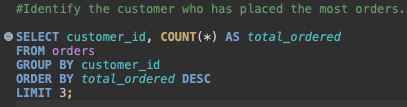 #Identify the customer who has placed the most orders.
SELECT customer_id, COUNT(*) AS total_ordered
FROM orders
GROUP BY customer_id
ORDER BY total_ordered DESC
LIMIT 3;